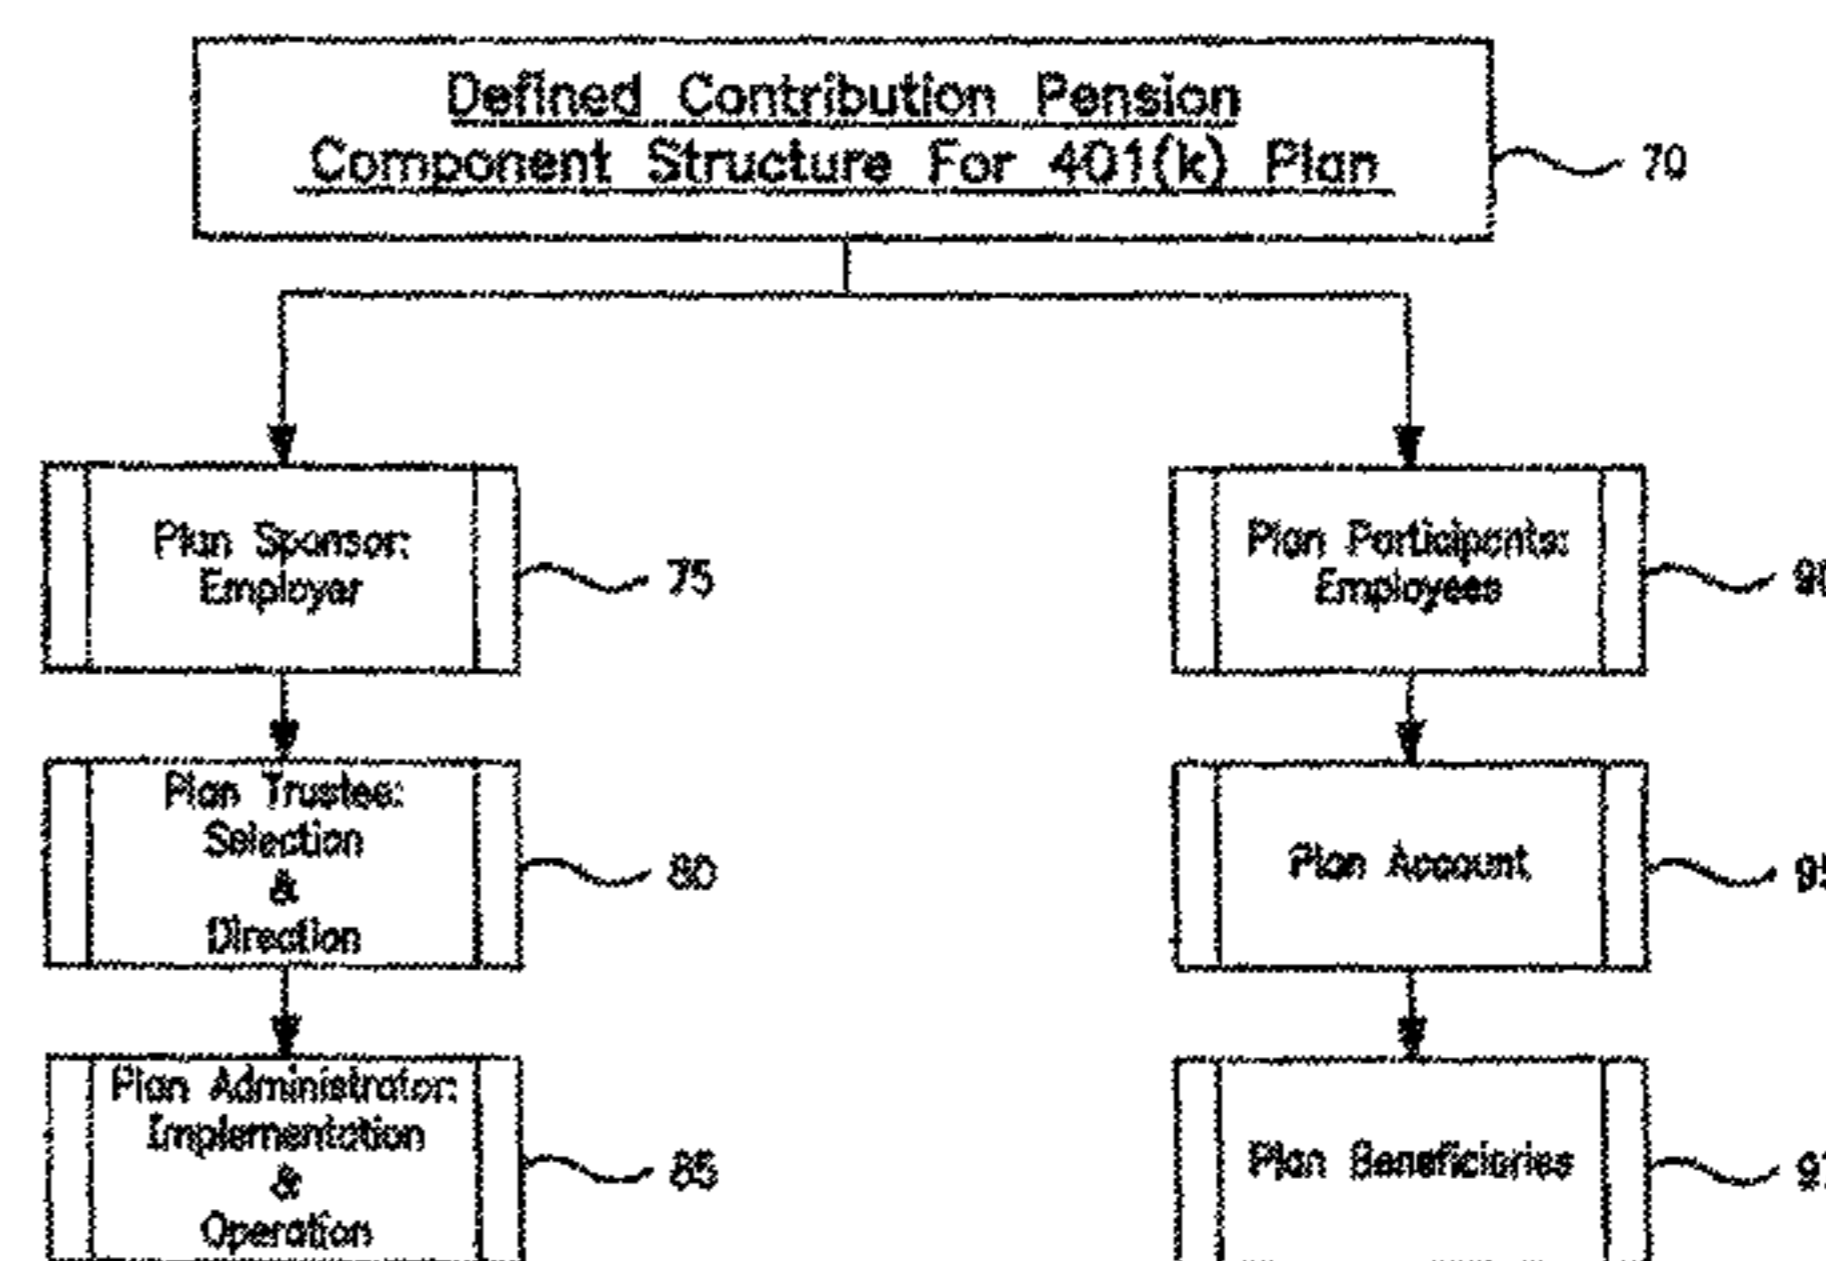 Defined Contribution Pension
Component Structure For 401(k) Plan
70
Plan Sponsor:
Employer
75
Plan Participants:
Employees
Plan Trustee:
Selection
&
Direction
80
Plan Account
Plan Administrator:
Implementation
&
Operation
85
Plan Beneficiaries